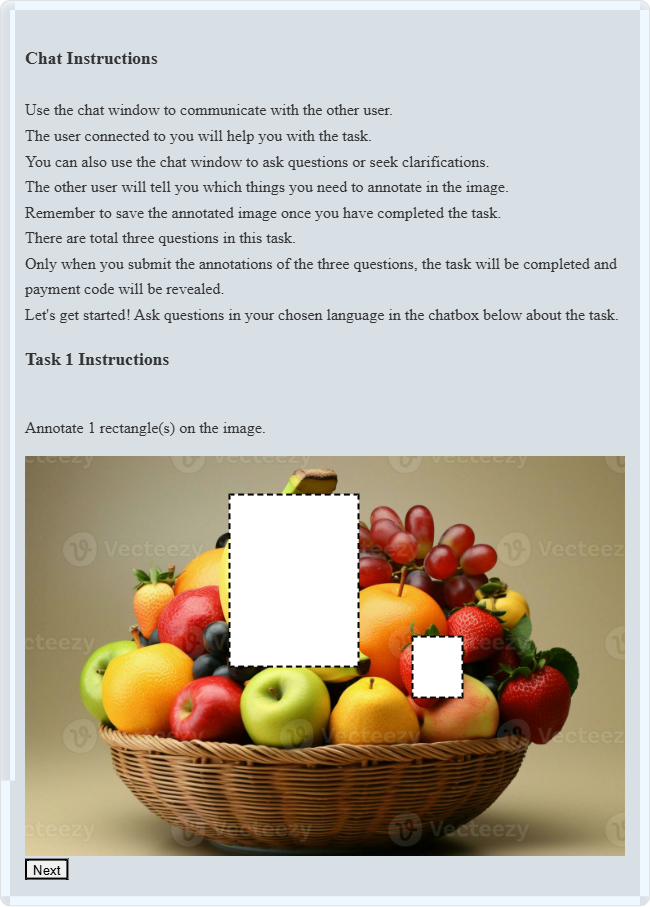 Chat Instructions
Use the chat window to communicate with the other user.
The user connected to you will help you with the task.
You can also use the chat window to ask questions or seek clarifications.
The other user will tell you which things you need to annotate in the image.
Remember to save the annotated image once you have completed the task.
There are total three questions in this task.
Only when you submit the annotations of the three questions, the task will be completed and
payment code will be revealed.
Let's get started! Ask questions in your chosen language in the chatbox below about the task.
Task 1 Instructions
Annotate 1 rectangle(s) on the image.
Vecteezy Vecteezy
Vecteezy Vecteezy
Vecteezy Vecteezy
Vecteezy Vecteezy
Next